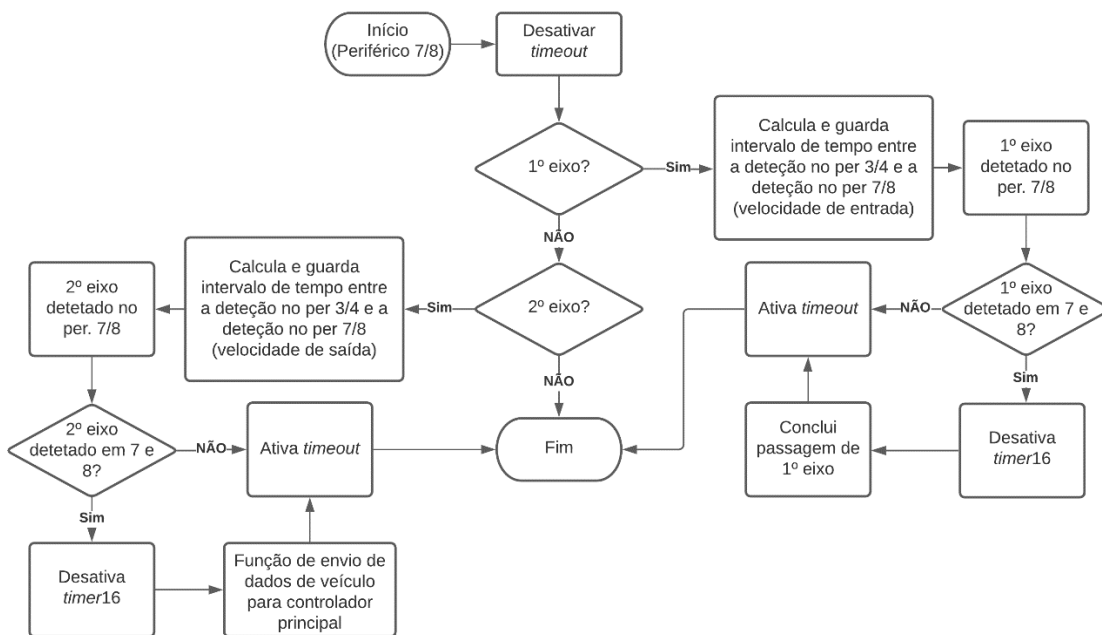 Início
(Periférico 7/8)
Desativar
timeout
1º eixo?
Sim
Calcula e guarda
intervalo de tempo entre
a deteção no per 3/4 e a
deteção no per 7/8
(velocidade de entrada)
1º eixo
detetado no
per. 7/8
NÃO
1º eixo
detetado em 7 e
8?
NÃO
Ativa timeout
Sim
Desativa
timer16
Conclui
passagem de
1º eixo
2º eixo?
Sim
Calcula e guarda
intervalo de tempo entre
a deteção no per 3/4 e a
deteção no per 7/8
(velocidade de saída)
2º eixo
detetado no
per. 7/8
NÃO
2º eixo
detetado em 7 e
8?
NÃO
Ativa timeout
Fim
Sim
Desativa
timer16
Função de envio de
dados de veículo
para controlador
principal